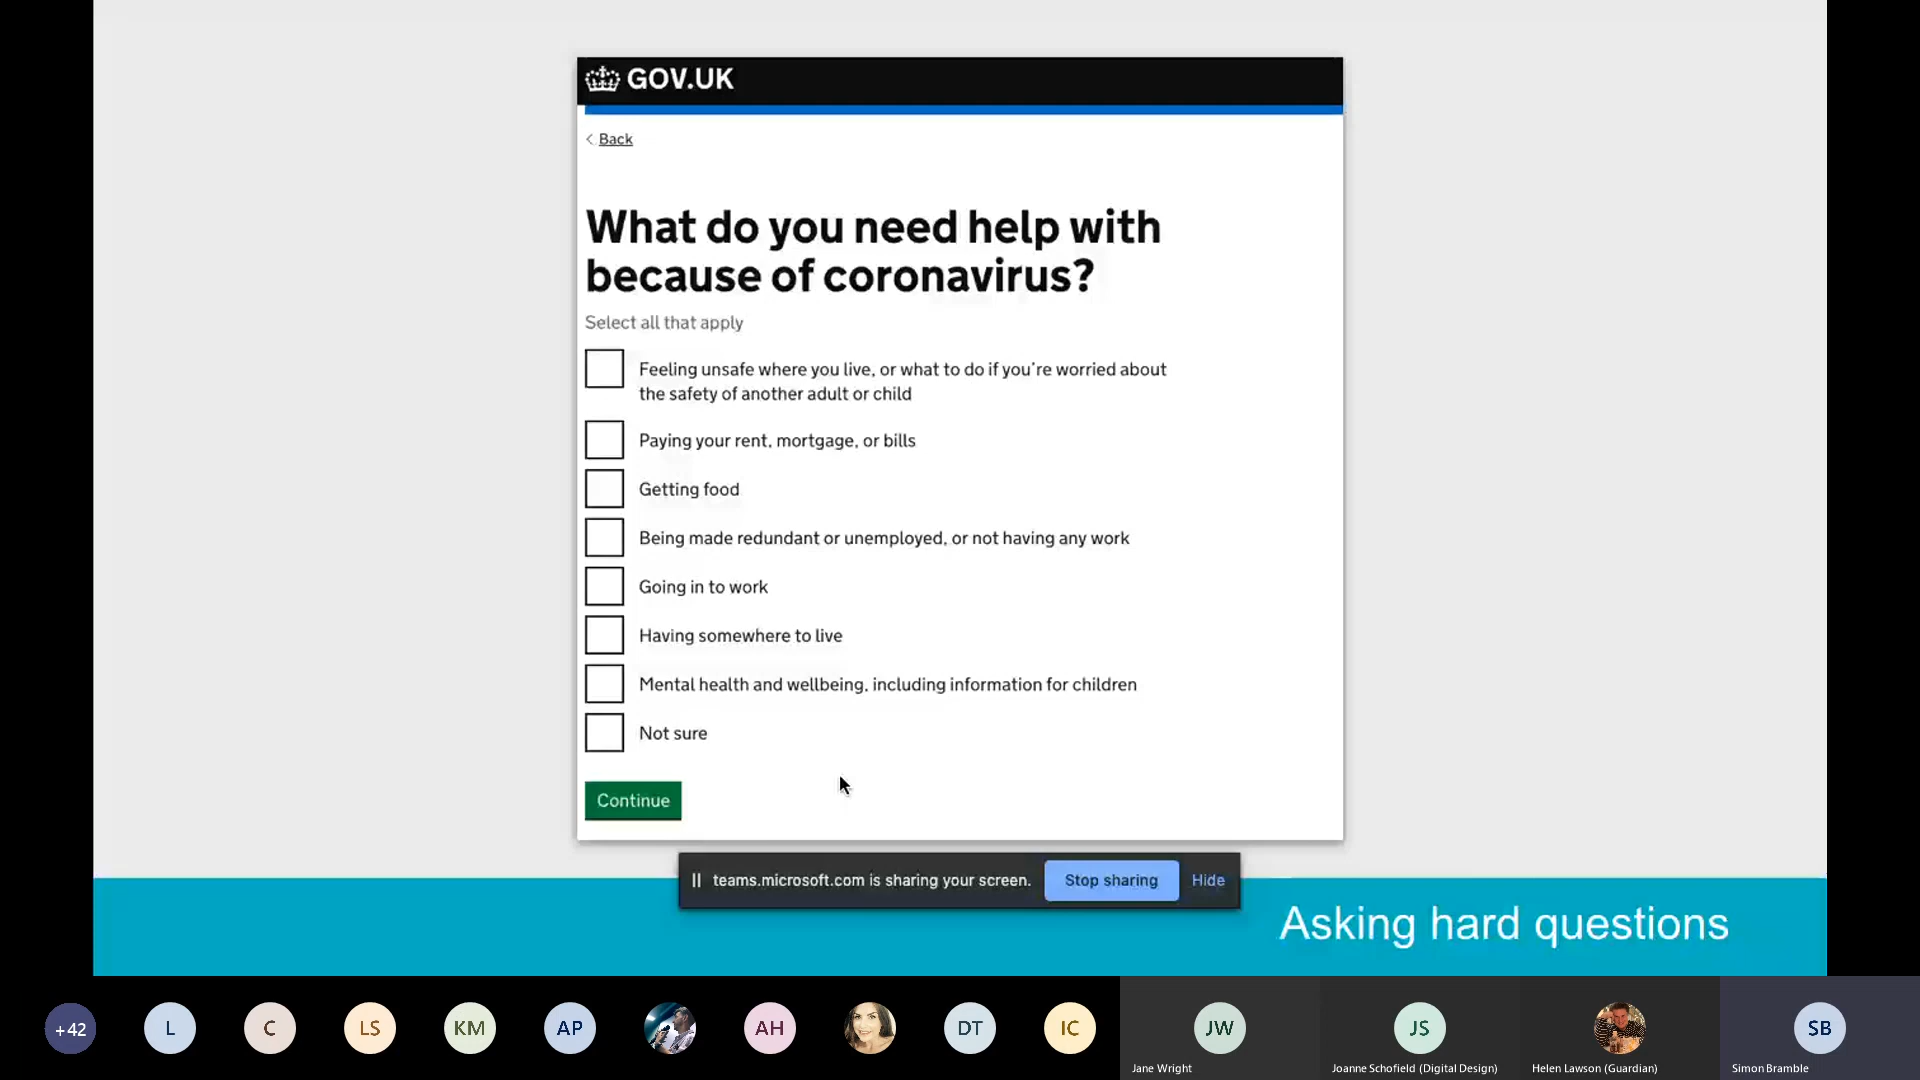 GOV.UK
Back
What do you need help with
because of coronavirus?
Select all that apply
Feeling unsafe where you live, or what to do if you're worried about
the safety of another adult or child
Paying your rent, mortgage, or bills
Getting food
Being made redundant or unemployed, or not having any work
Going in to work
Having somewhere to live
Mental health and wellbeing, including information for children
Not sure
Continue
teams.microsoft.com is sharing your screen. Stop sharing Hide
Asking hard questions
+42 L C LS KM AP AH DT IC JW JS SB
Jane Wright Joanne Schofield (Digital Design) Helen Lawson (Guardian) Simon Bramble